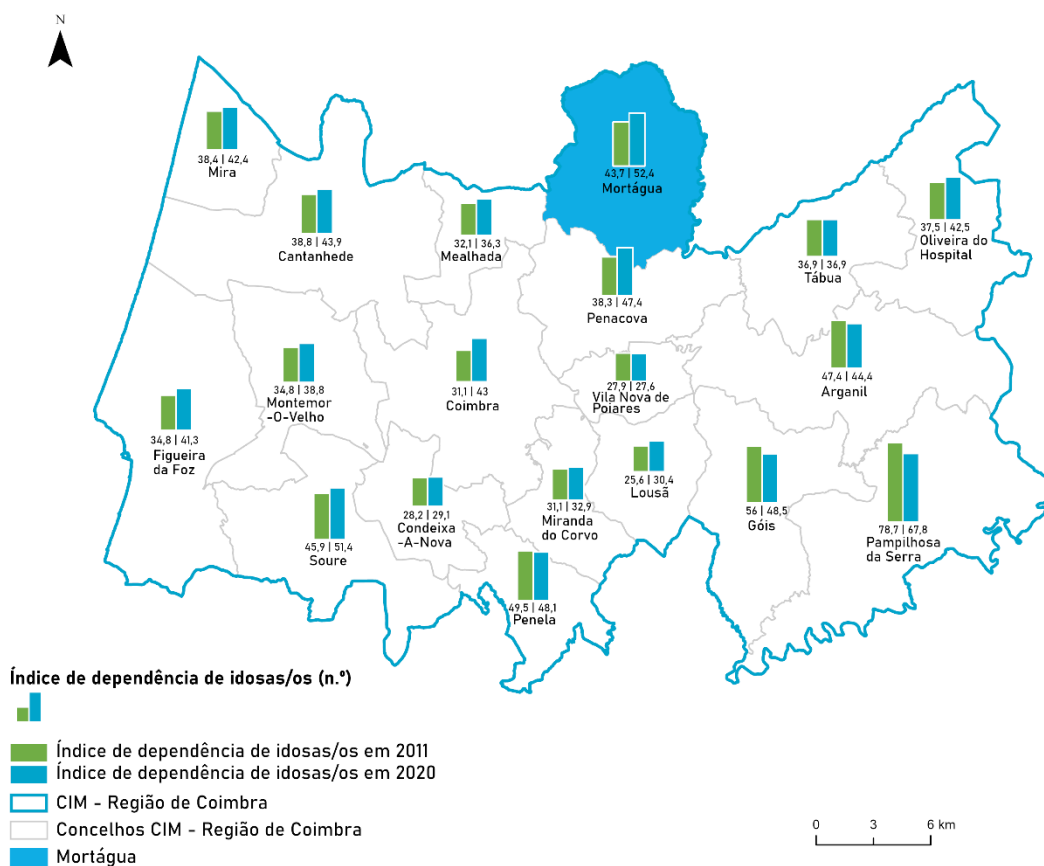 N
38,4 | 42,4
Mira
38,8 | 43,9
Cantanhede
32,1 | 36,3
Mealhada
43,7 | 52,4
Mortágua
37,5 | 42,5
Oliveira do
Hospital
36,9 | 36,9
Tábua
38,3 | 47,4
Penacova
34,8 | 38,8
Montemor
-O-Velho
31,1 | 43
Coimbra
27,9 | 27,6
Vila Nova de
Poiares
47,4 | 44,4
Arganil
34,8 | 41,3
Figueira
da Foz
45,9 | 51,4
Soure
28,2 | 29,1
Condeixa
-A-Nova
31,1 | 32,9
Miranda
do Corvo
25,6 | 30,4
Lousã
56 | 48,5
Góis
78,7 | 67,8
Pampilhosa
da Serra
49,5 | 48,1
Penela
Índice de dependência de idosas/os (n.º)
Índice de dependência de idosas/os em 2011
Índice de dependência de idosas/os em 2020
CIM - Região de Coimbra
Concelhos CIM - Região de Coimbra
Mortágua
0 3 6 km